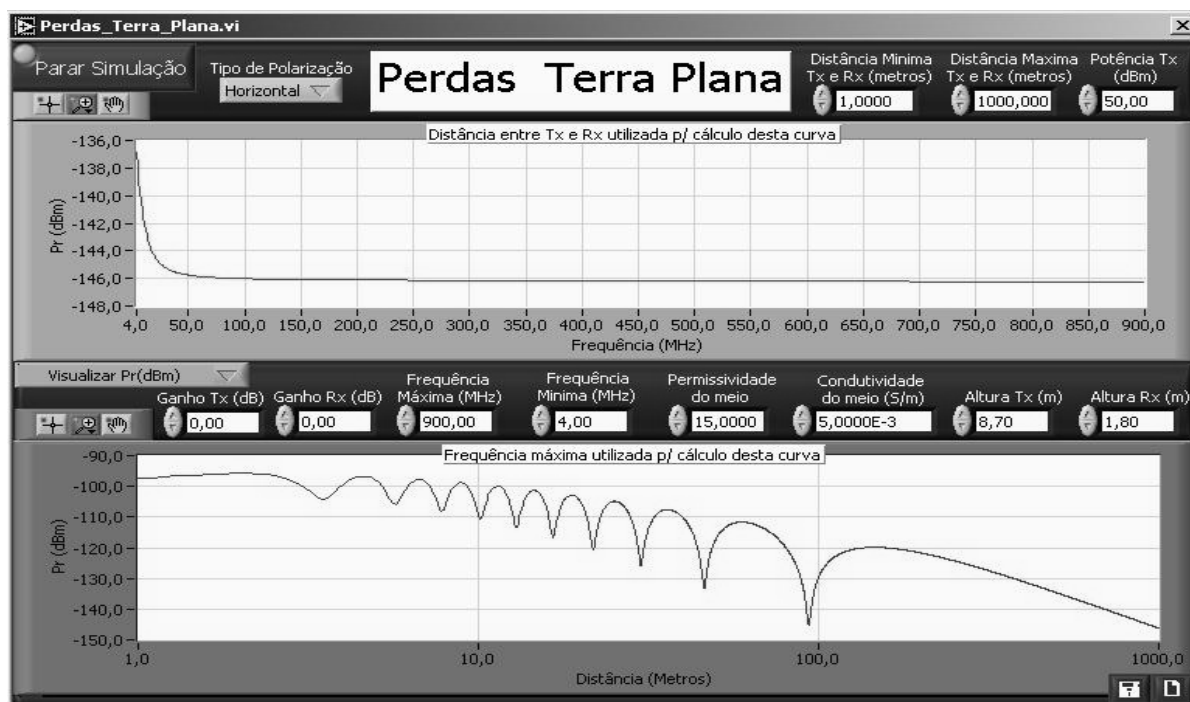 Perdas_Terra_Plana.vi
Parar Simulação
Tipo de Polarização
Horizontal
Perdas Terra Plana
Distância Minima
Tx e Rx (metros)
1,0000
Distância Maxima
Tx e Rx (metros)
1000,000
Potência Tx
(dBm)
50,00
Distância entre Tx e Rx utilizada p/ cálculo desta curva
Pr (dBm)
-136,0
-138,0
-140,0
-142,0
-144,0
-146,0
-148,0
4,0 50,0 100,0 150,0 200,0 250,0 300,0 350,0 400,0 450,0 500,0 550,0 600,0 650,0 700,0 750,0 800,0 850,0 900,0
Frequência (MHz)
Visualizar Pr(dBm)
Ganho Tx (dB)
0,00
Ganho Rx (dB)
0,00
Frequência
Máxima (MHz)
900,00
Frequência
Minima (MHz)
4,00
Permissividade
do meio
15,0000
Condutividade
do meio (S/m)
5,0000E-3
Altura Tx (m)
8,70
Altura Rx (m)
1,80
Frequência máxima utilizada p/ cálculo desta curva
Pr (dBm)
-90,0
-100,0
-110,0
-120,0
-130,0
-140,0
-150,0
1,0 10,0 100,0 1000,0
Distância (Metros)